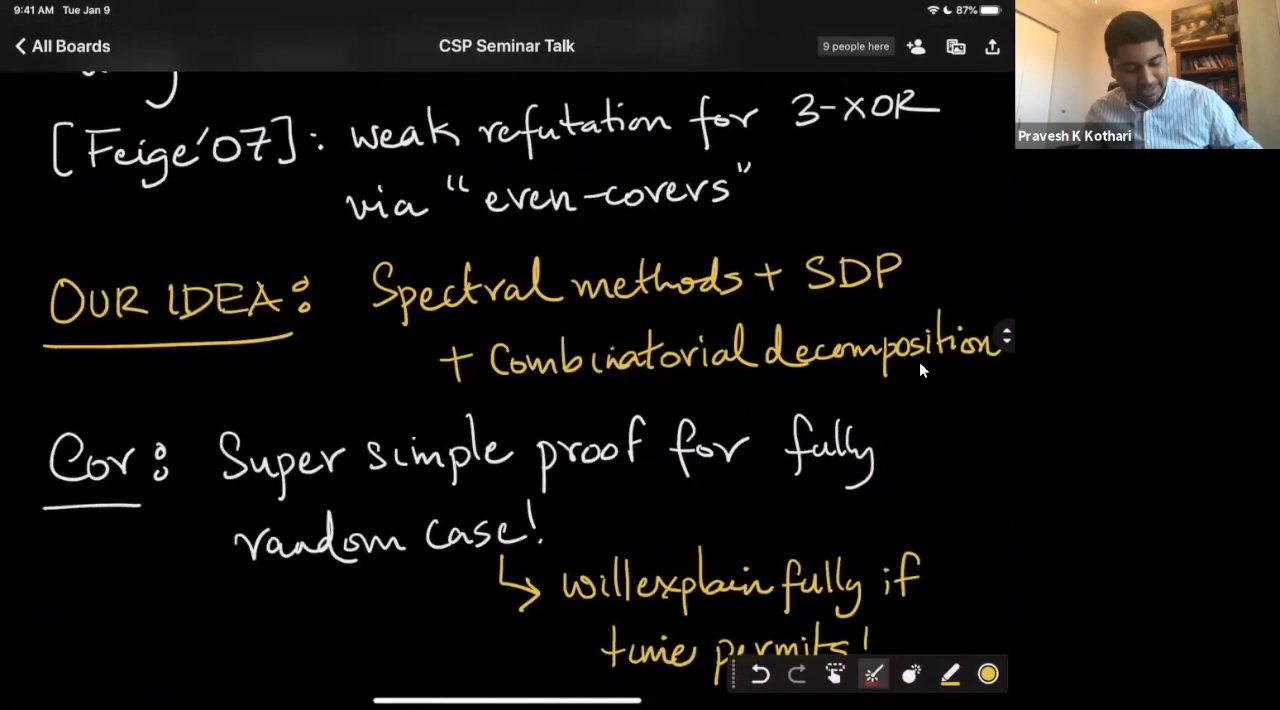 9:41 AM Tue Jan 9
87%
All Boards
CSP Seminar Talk
9 people here
[Feige'07]: weak refutation for 3-XOR
via "even-covers"
OUR IDEA: Spectral methods + SDP
+ Combinatorial decomposition
Cor: Super simple proof for fully
random case!
↳ will explain fully if
time permits!
Pravesh K Kothari